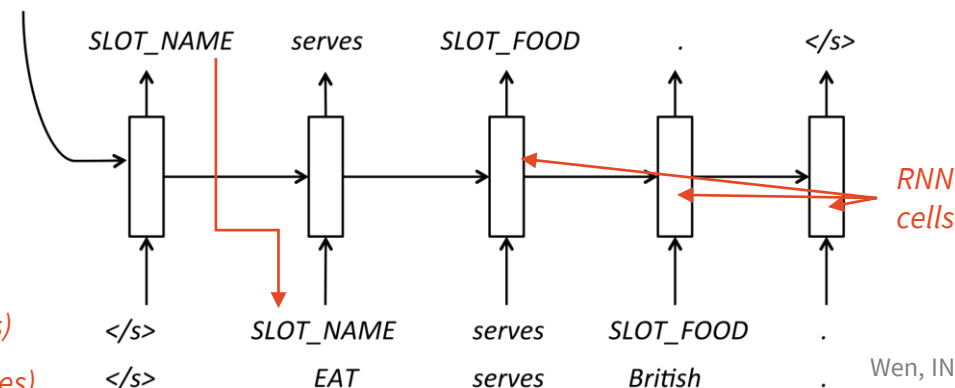 SLOT_NAME serves SLOT_FOOD . </s>
RNN
cells
</s> SLOT_NAME serves SLOT_FOOD .
</s> EAT serves British .
Wen, IN